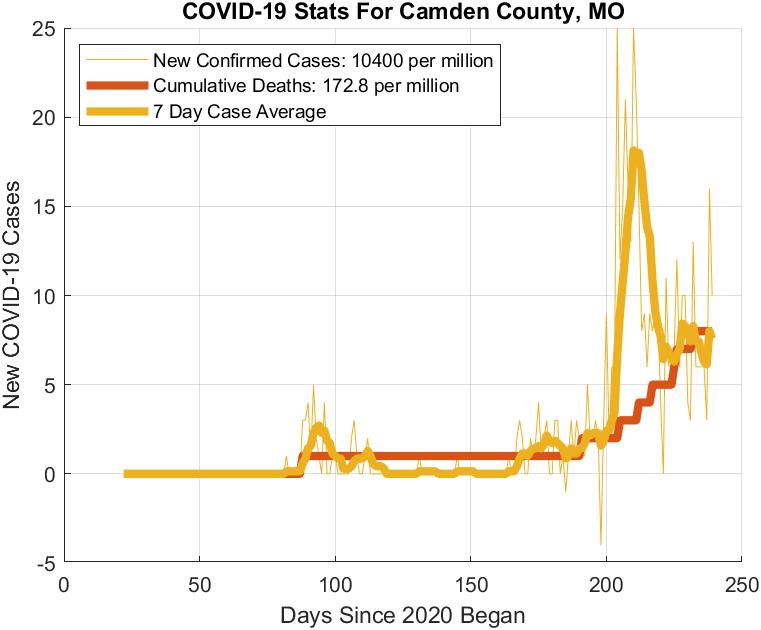 COVID-19 Stats For Camden County, MO
New Confirmed Cases: 10400 per million
Cumulative Deaths: 172.8 per million
7 Day Case Average
New COVID-19 Cases
25
20
15
10
5
0
-5
0 50 100 150 200 250
Days Since 2020 Began